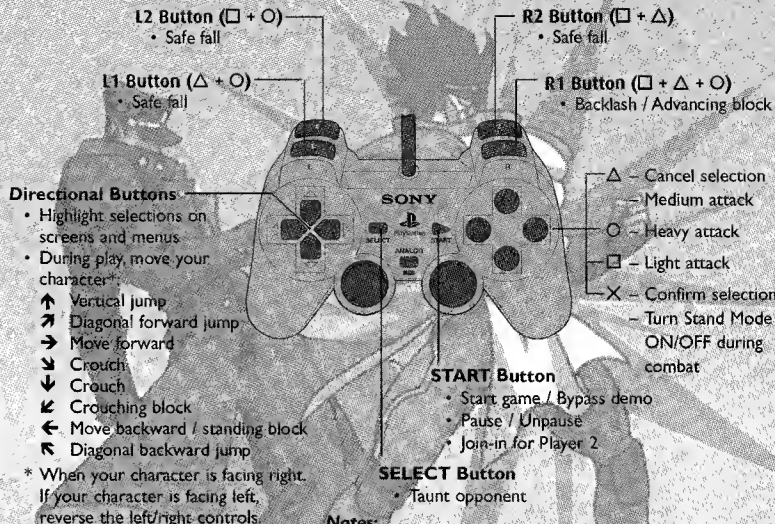 L2 Button (□ + ○)
• Safe fall
L1 Button (△ + ○)
• Safe fall
R2 Button (□ + △)
• Safe fall
R1 Button (□ + △ + ○)
• Backlash / Advancing block
Directional Buttons
• Highlight selections on
screens and menus
• During play, move your
character*:
↑ Vertical jump
↗ Diagonal forward jump
→ Move forward
↘ Crouch
↓ Crouch
↙ Crouching block
← Move backward / standing block
↖ Diagonal backward jump
* When your character is facing right.
If your character is facing left,
reverse the left/right controls.
SONY
PlayStation
SELECT
START
ANALOG
△ – Cancel selection
– Medium attack
○ – Heavy attack
□ – Light attack
✕ – Confirm selection
– Turn Stand Mode
ON/OFF during
combat
START Button
• Start game / Bypass demo
• Pause / Unpause
• Join-in for Player 2
SELECT Button
• Taunt opponent
Notes: